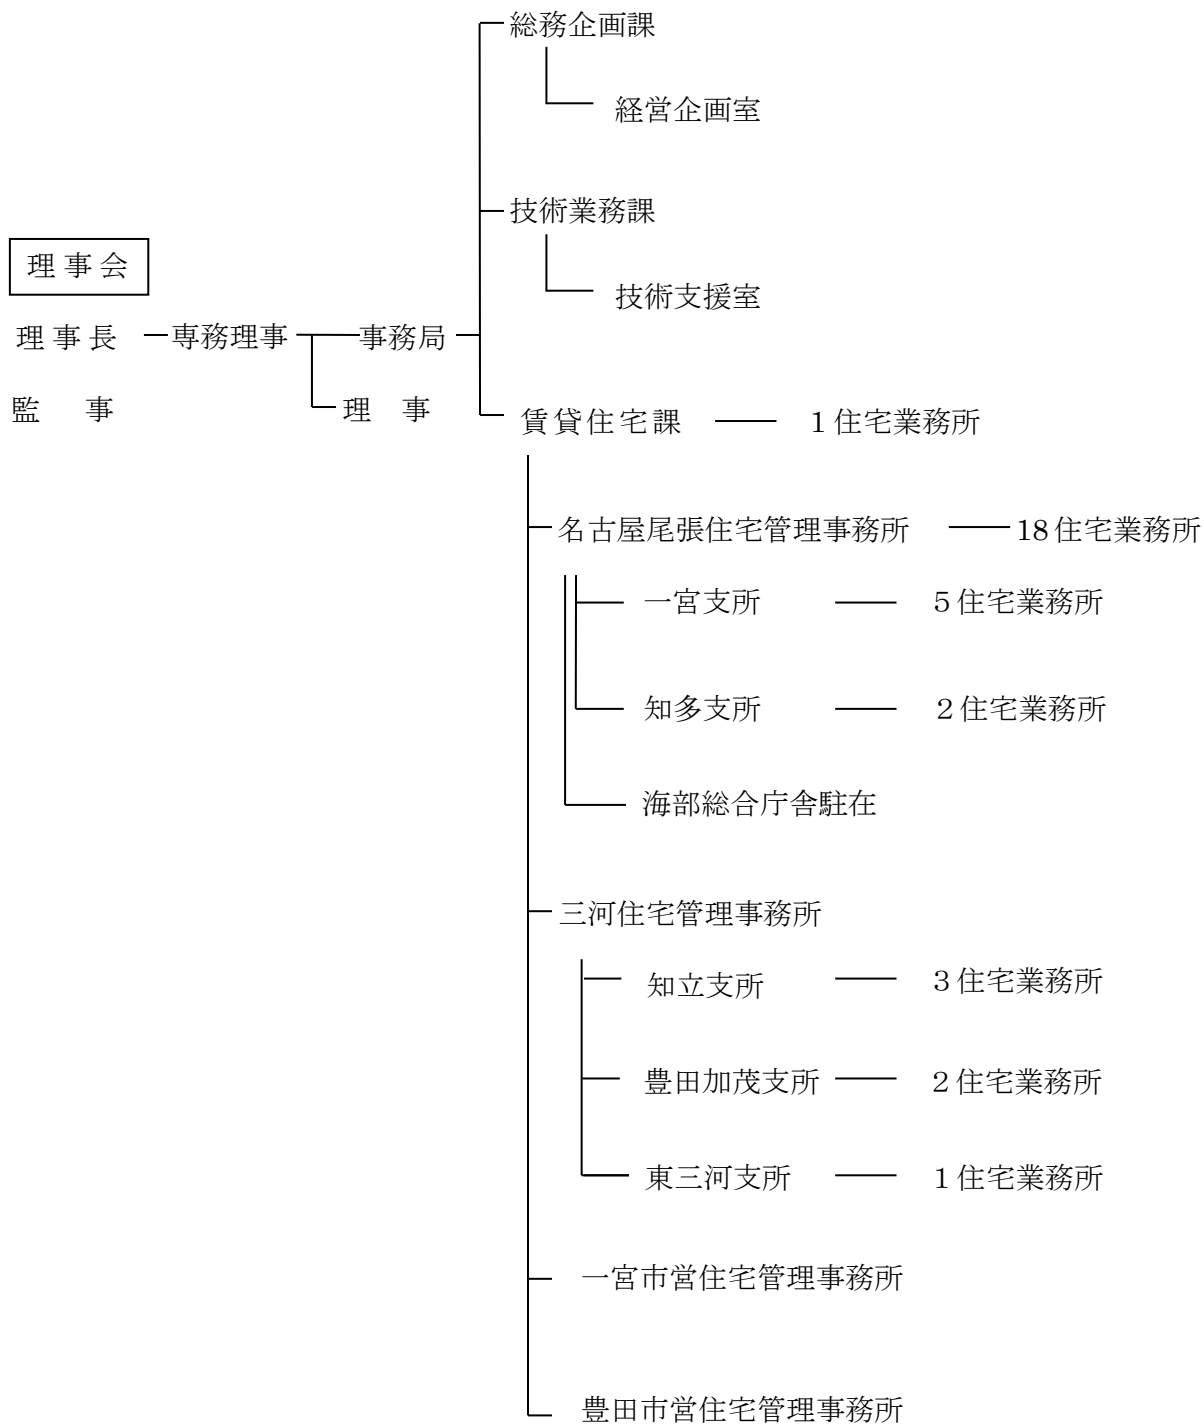 総務企画課
経営企画室
技術業務課
技術支援室
理事会
理事長 専務理事 事務局
監 事 理 事
賃貸住宅課 1住宅業務所
名古屋尾張住宅管理事務所 18住宅業務所
一宮支所 5住宅業務所
知多支所 2住宅業務所
海部総合庁舎駐在
三河住宅管理事務所
知立支所 3住宅業務所
豊田加茂支所 2住宅業務所
東三河支所 1住宅業務所
一宮市営住宅管理事務所
豊田市営住宅管理事務所